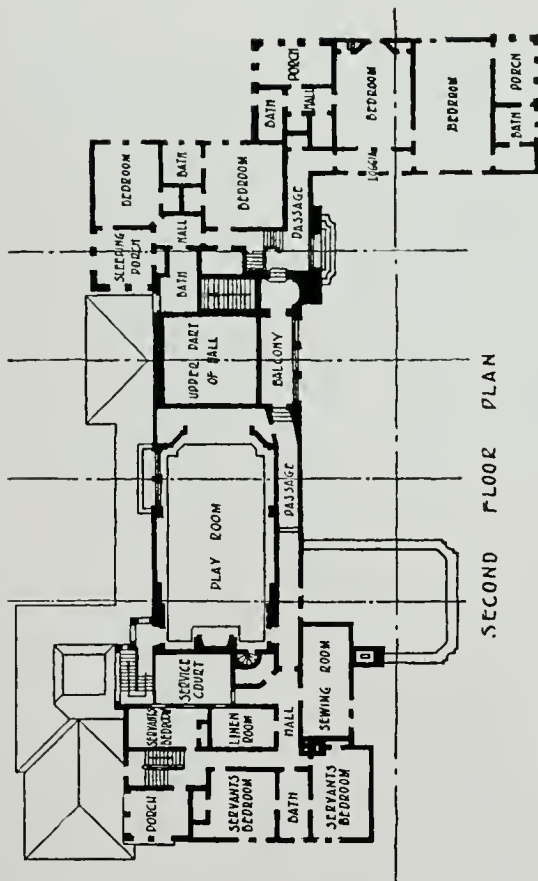 BEDROOM
SLEEPING
PORCH
BATH
HALL
BATH
PORCH
SERVANTS
BEDROOM
SERVICE
COURT
UPPER PART
OF HALL
PLAY ROOM
LINEN
ROOM
SERVANTS
BEDROOM
BEDROOM
BATH
PORCH
HALL
BALCONY
PASSAGE
PASSAGE
HALL
BATH
SEWING ROOM
SERVANTS
BEDROOM
BEDROOM
LOGGIA
BEDROOM
BATH
PORCH
SECOND FLOOR PLAN